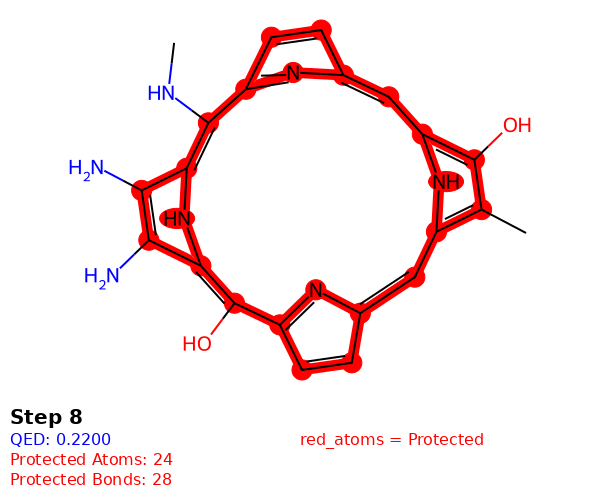 N
HN
OH
H2N
NH
HN
H2N
N
HO
Step 8
QED: 0.2200
red_atoms = Protected
Protected Atoms: 24
Protected Bonds: 28